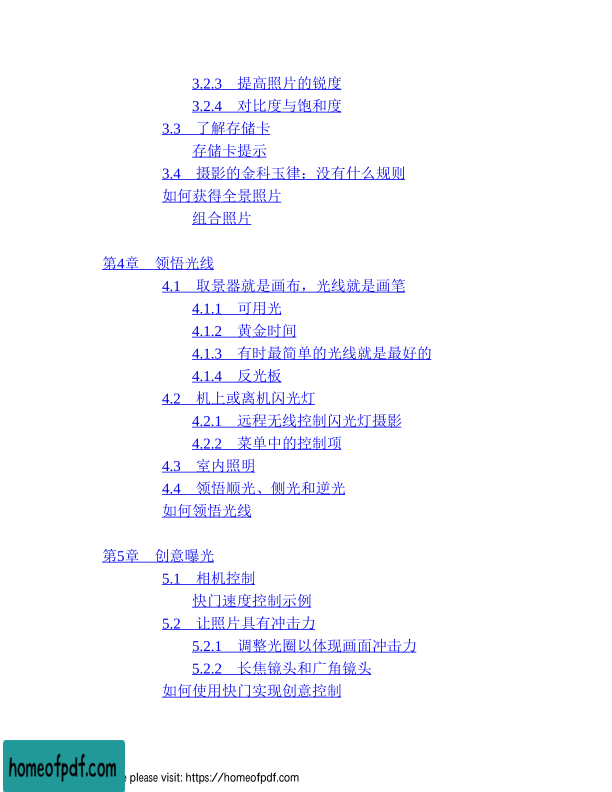 3.2.3 提高照片的锐度
3.2.4 对比度与饱和度
3.3 了解存储卡
存储卡提示
3.4 摄影的金科玉律：没有什么规则
如何获得全景照片
组合照片
第4章 领悟光线
4.1 取景器就是画布，光线就是画笔
4.1.1 可用光
4.1.2 黄金时间
4.1.3 有时最简单的光线就是最好的
4.1.4 反光板
4.2 机上或离机闪光灯
4.2.1 远程无线控制闪光灯摄影
4.2.2 菜单中的控制项
4.3 室内照明
4.4 领悟顺光、侧光和逆光
如何领悟光线
第5章 创意曝光
5.1 相机控制
快门速度控制示例
5.2 让照片具有冲击力
5.2.1 调整光圈以体现画面冲击力
5.2.2 长焦镜头和广角镜头
如何使用快门实现创意控制
homeofpdf.com
please visit: https://homeofpdf.com